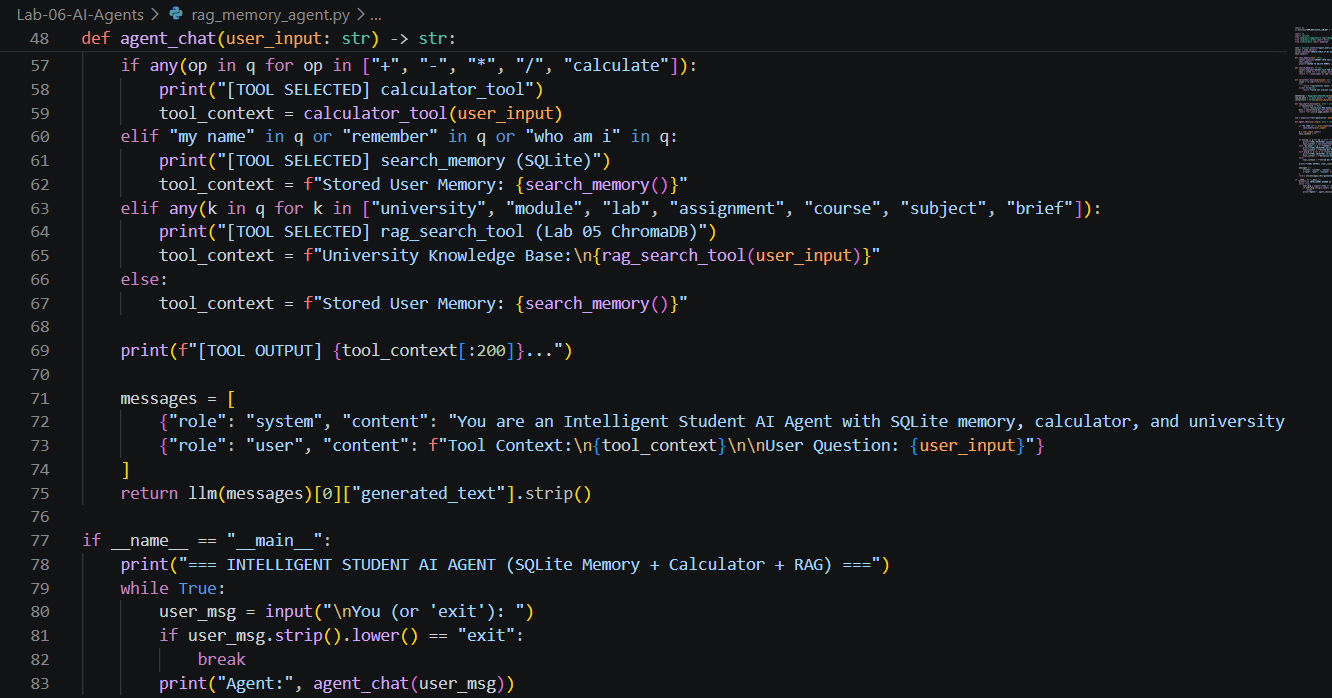 Lab-06-AI-Agents > rag_memory_agent.py > ...
48 def agent_chat(user_input: str) -> str:
57     if any(op in q for op in ["+", "-", "*", "/", "calculate"]):
58         print("[TOOL SELECTED] calculator_tool")
59         tool_context = calculator_tool(user_input)
60     elif "my name" in q or "remember" in q or "who am i" in q:
61         print("[TOOL SELECTED] search_memory (SQLite)")
62         tool_context = f"Stored User Memory: {search_memory()}"
63     elif any(k in q for k in ["university", "module", "lab", "assignment", "course", "subject", "brief"]):
64         print("[TOOL SELECTED] rag_search_tool (Lab 05 ChromaDB)")
65         tool_context = f"University Knowledge Base:\n{rag_search_tool(user_input)}"
66     else:
67         tool_context = f"Stored User Memory: {search_memory()}"
68
69     print(f"[TOOL OUTPUT] {tool_context[:200]}...")
70
71     messages = [
72         {"role": "system", "content": "You are an Intelligent Student AI Agent with SQLite memory, calculator, and university
73         {"role": "user", "content": f"Tool Context:\n{tool_context}\n\nUser Question: {user_input}"}
74     ]
75     return llm(messages)[0]["generated_text"].strip()
76
77 if __name__ == "__main__":
78     print("=== INTELLIGENT STUDENT AI AGENT (SQLite Memory + Calculator + RAG) ===")
79     while True:
80         user_msg = input("\nYou (or 'exit'): ")
81         if user_msg.strip().lower() == "exit":
82             break
83         print("Agent:", agent_chat(user_msg))